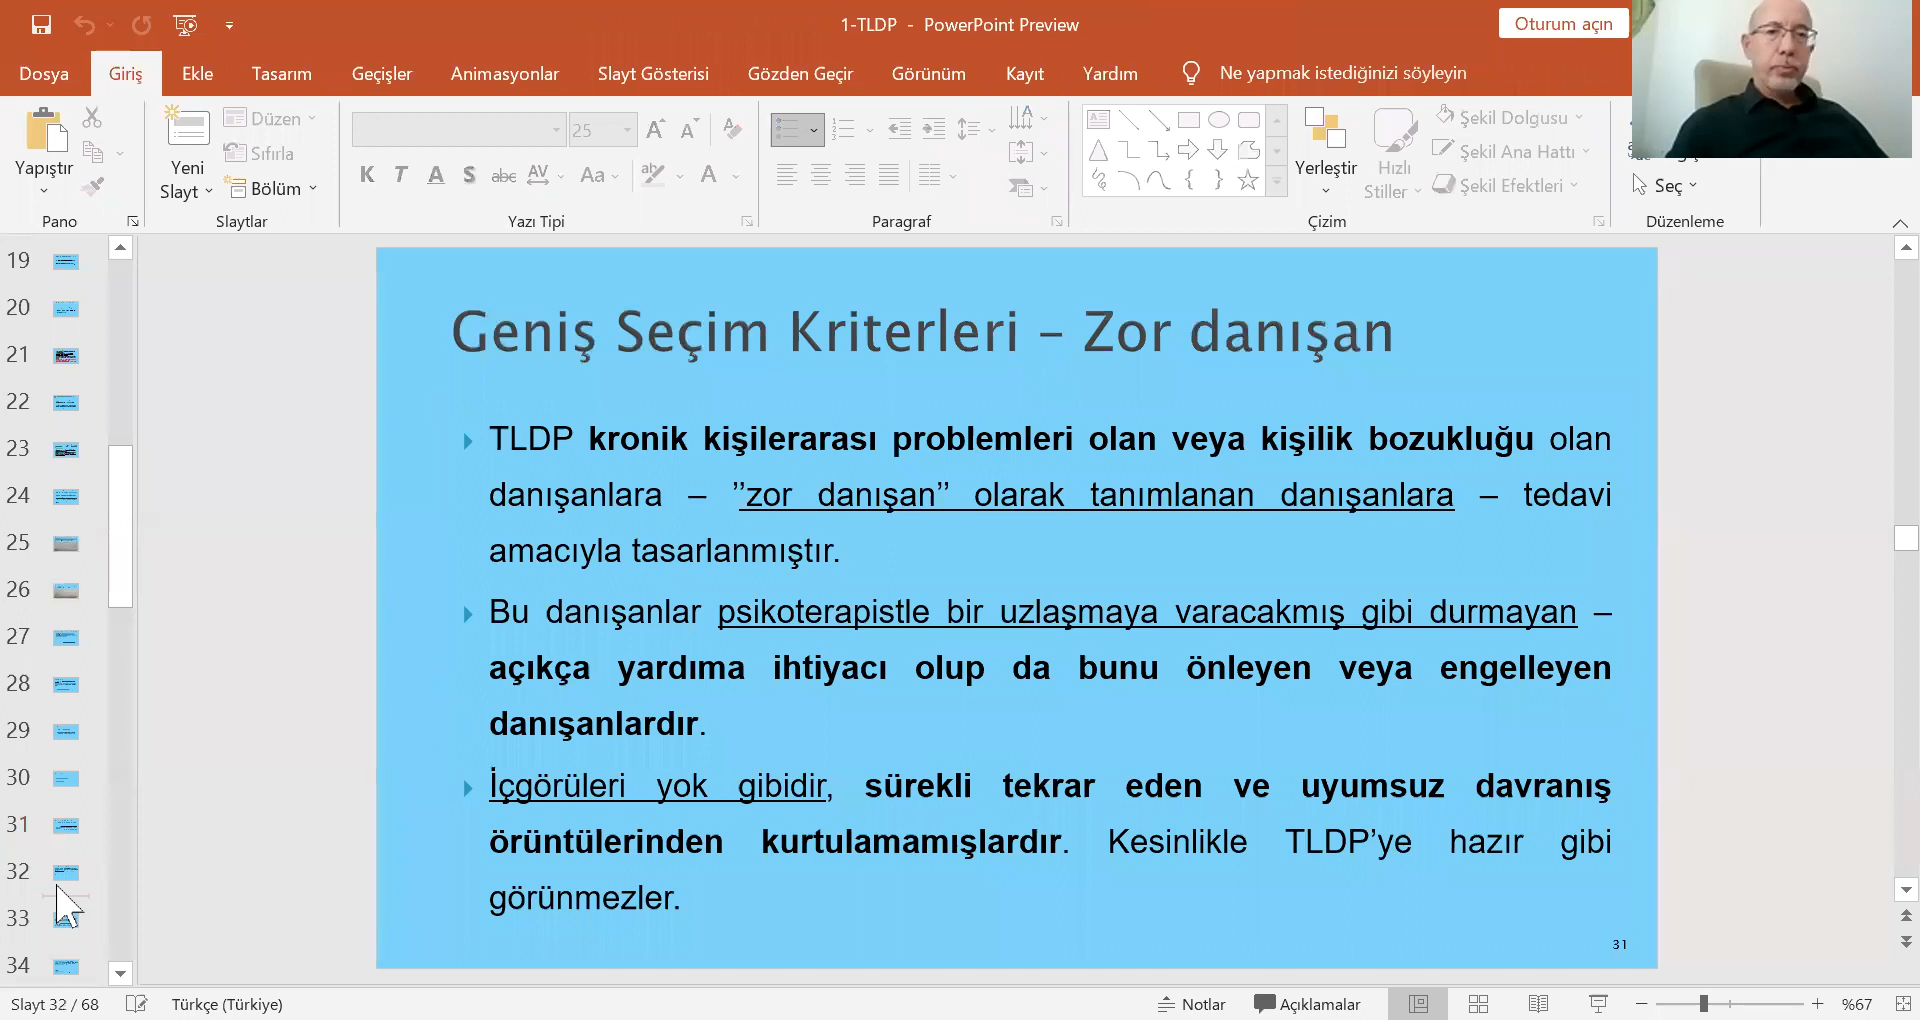 1-TLDP - PowerPoint Preview
Oturum açın
Dosya
Giriş
Ekle
Tasarım
Geçişler
Animasyonlar
Slayt Gösterisi
Gözden Geçir
Görünüm
Kayıt
Yardım
Ne yapmak istediğinizi söyleyin
Yapıştır
Pano
Yeni
Slayt
Düzen
Sıfırla
Bölüm
Slaytlar
25
K T A S abc AV Aa A
Yazı Tipi
Paragraf
Yerleştir
Hızlı
Stiller
Şekil Dolgusu
Şekil Ana Hattı
Şekil Efektleri
Çizim
Seç
Düzenleme
19
20
21
22
23
24
25
26
27
28
29
30
31
32
33
34
Geniş Seçim Kriterleri – Zor danışan
TLDP kronik kişilerarası problemleri olan veya kişilik bozukluğu olan
danışanlara – ’’zor danışan’’ olarak tanımlanan danışanlara – tedavi
amacıyla tasarlanmıştır.
Bu danışanlar psikoterapistle bir uzlaşmaya varacakmış gibi durmayan –
açıkça yardıma ihtiyacı olup da bunu önleyen veya engelleyen
danışanlardır.
İçgörüleri yok gibidir, sürekli tekrar eden ve uyumsuz davranış
örüntülerinden kurtulamamışlardır. Kesinlikle TLDP’ye hazır gibi
görünmezler.
31
Slayt 32 / 68
Türkçe (Türkiye)
Notlar
Açıklamalar
%67